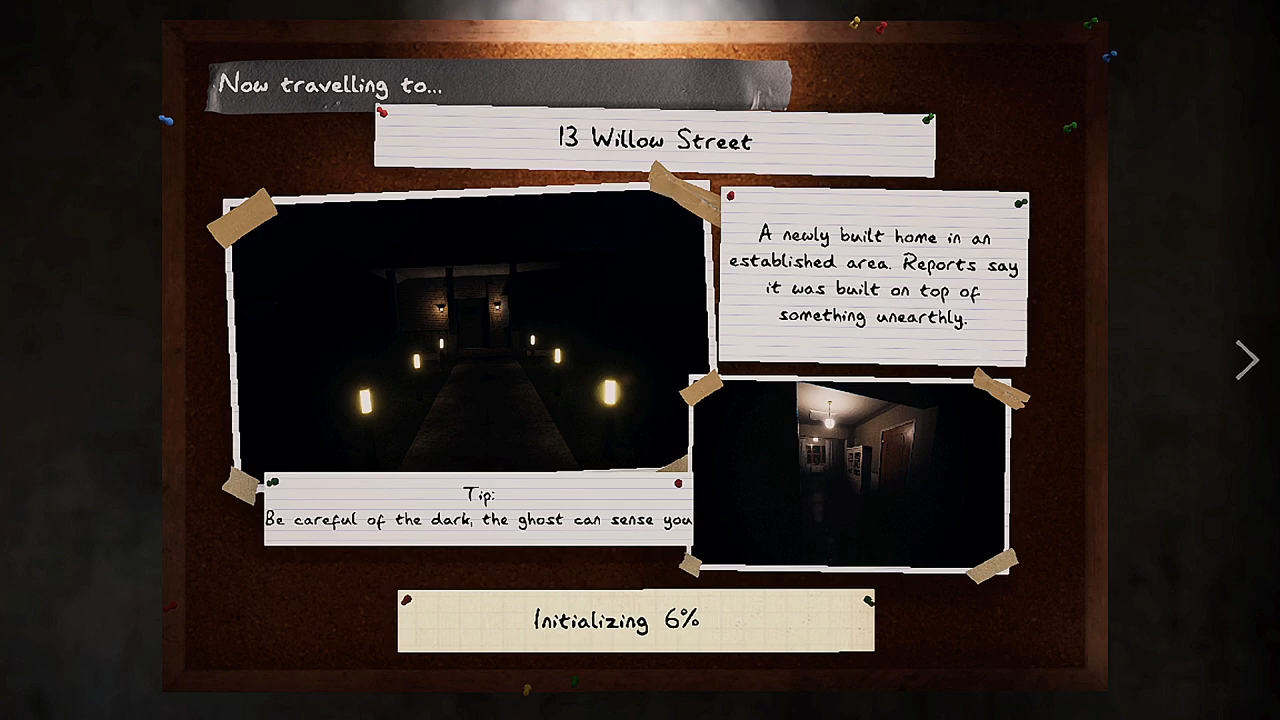 Now travelling to...
13 Willow Street
A newly built home in an
established area. Reports say
it was built on top of
something unearthly.
Tip:
Be careful of the dark, the ghost can sense you
Initializing 6%